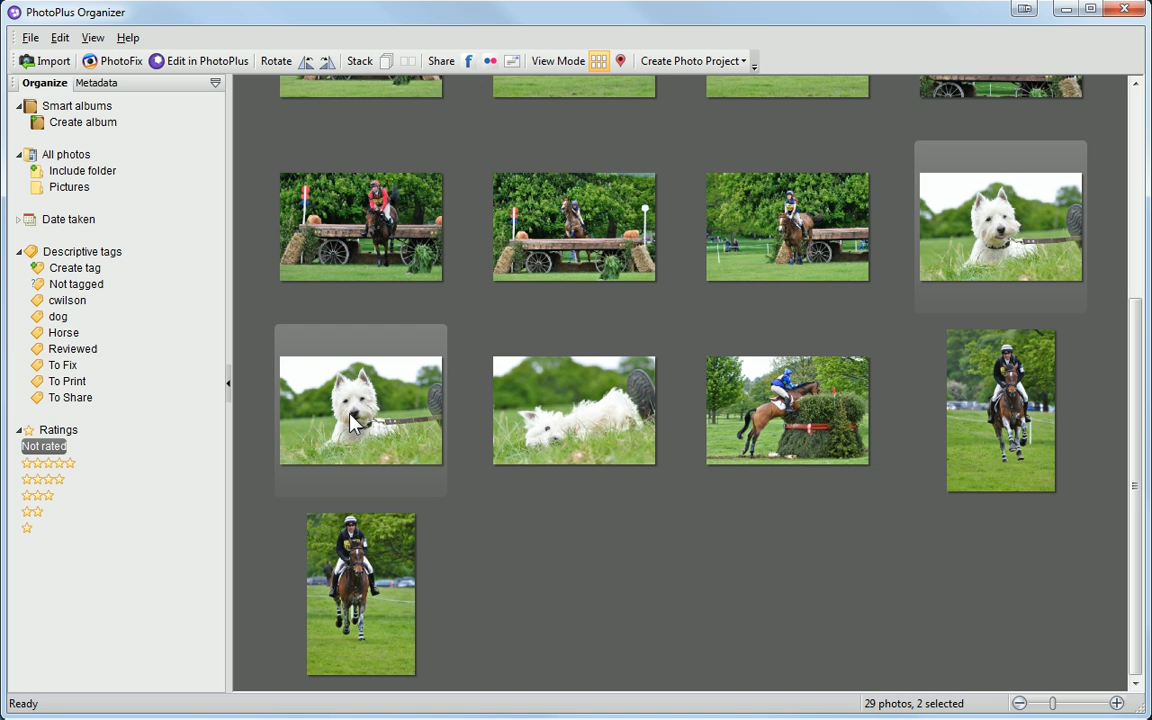 PhotoPlus Organizer
File Edit View Help
Import PhotoFix Edit in PhotoPlus Rotate Stack Share View Mode Create Photo Project
Organize Metadata
Smart albums
Create album
All photos
Include folder
Pictures
Date taken
Descriptive tags
Create tag
Not tagged
cwilson
dog
Horse
Reviewed
To Fix
To Print
To Share
Ratings
Not rated
Ready 29 photos, 2 selected